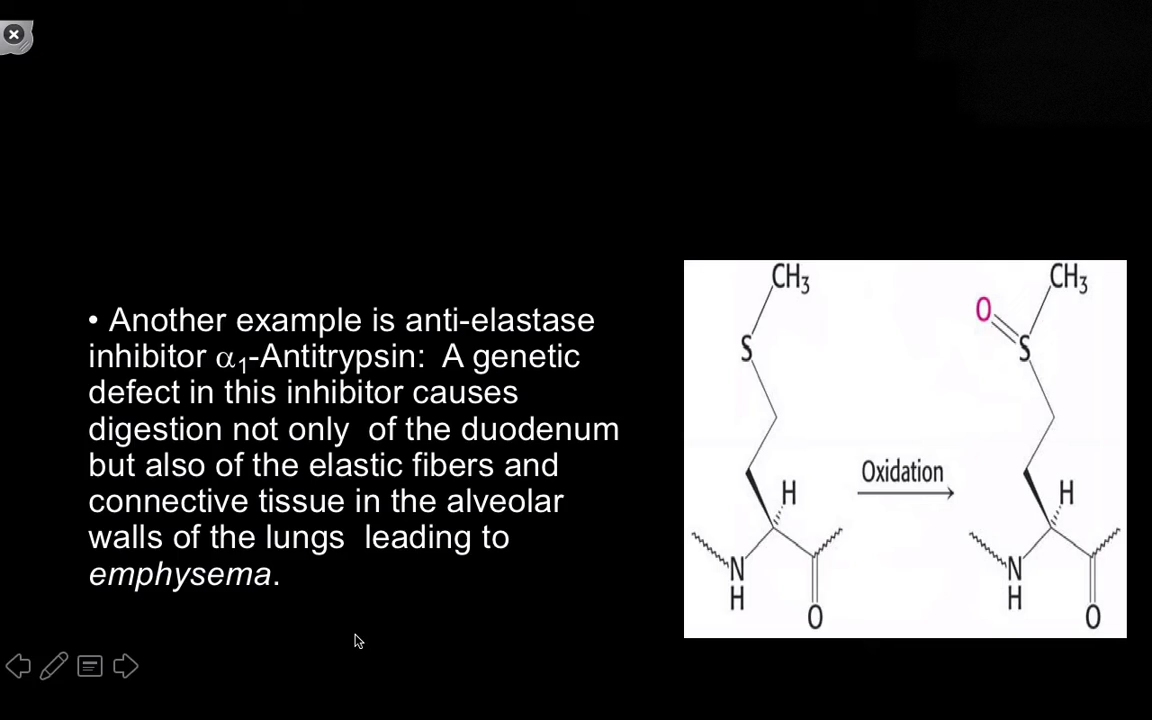 • Another example is anti-elastase
inhibitor α₁-Antitrypsin:  A genetic
defect in this inhibitor causes
digestion not only  of the duodenum
but also of the elastic fibers and
connective tissue in the alveolar
walls of the lungs  leading to
emphysema.
CH₃
S
H
N
H
O
Oxidation
CH₃
O
S
H
N
H
O